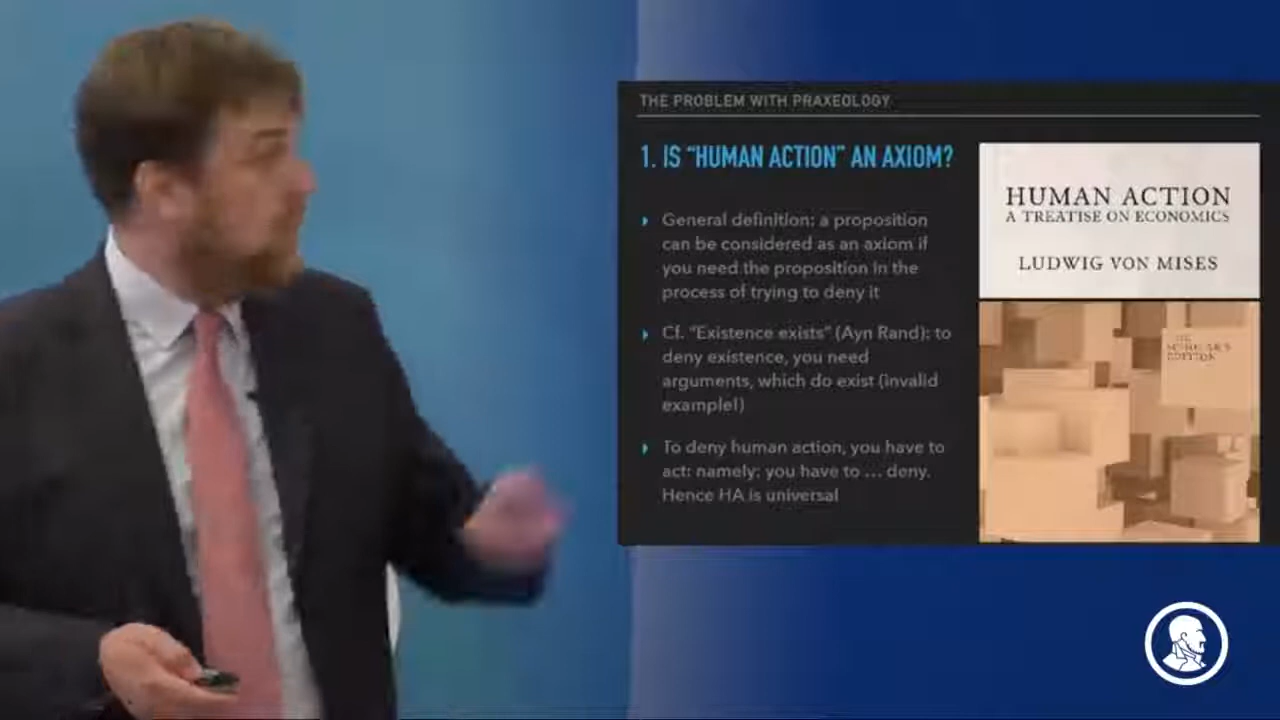 THE PROBLEM WITH PRAXEOLOGY
1. IS “HUMAN ACTION” AN AXIOM?
General definition: a proposition
can be considered as an axiom if
you need the proposition in the
process of trying to deny it
Cf. “Existence exists” (Ayn Rand): to
deny existence, you need
arguments, which do exist (invalid
example!)
To deny human action, you have to
act: namely: you have to ... deny.
Hence HA is universal
HUMAN ACTION
A TREATISE ON ECONOMICS
LUDWIG VON MISES
THE
SCHOLAR'S
EDITION